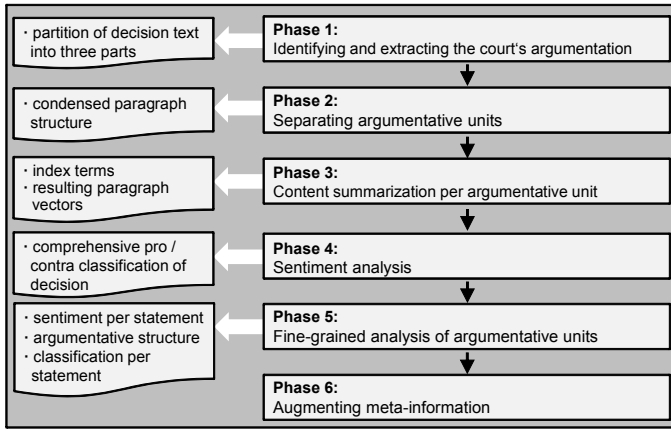 · partition of decision text
into three parts
Phase 1:
Identifying and extracting the court‘s argumentation
· condensed paragraph
structure
Phase 2:
Separating argumentative units
· index terms
· resulting paragraph
vectors
Phase 3:
Content summarization per argumentative unit
· comprehensive pro /
contra classification of
decision
Phase 4:
Sentiment analysis
· sentiment per statement
· argumentative structure
· classification per
statement
Phase 5:
Fine-grained analysis of argumentative units
Phase 6:
Augmenting meta-information